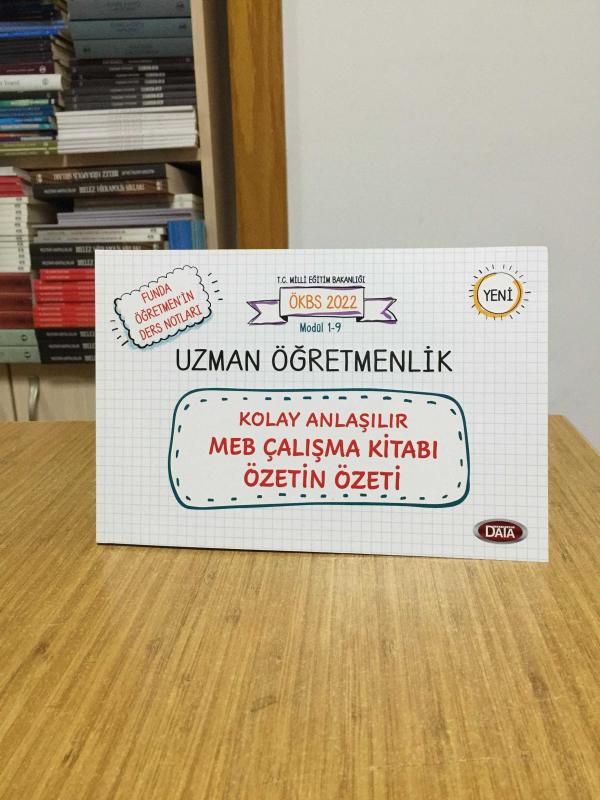 FUNDA
ÖĞRETMEN'İN
DERS NOTLARI
T.C. MİLLİ EĞİTİM BAKANLIĞI
ÖKBS 2022
Modül 1-9
YENİ
UZMAN ÖĞRETMENLİK
KOLAY ANLAŞILIR
MEB ÇALIŞMA KİTABI
ÖZETİN ÖZETİ
DATA